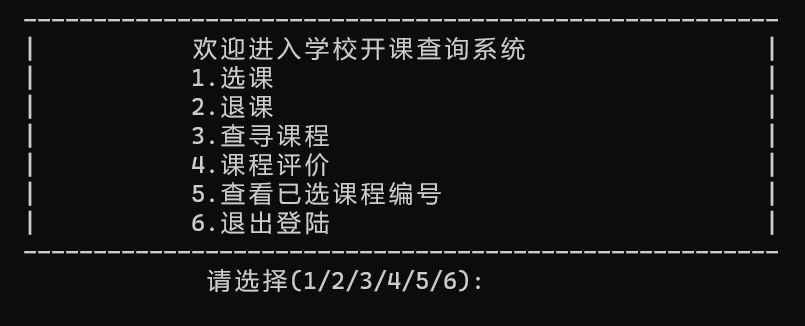 欢迎进入学校开课查询系统
1.选课
2.退课
3.查寻课程
4.课程评价
5.查看已选课程编号
6.退出登陆
请选择(1/2/3/4/5/6):